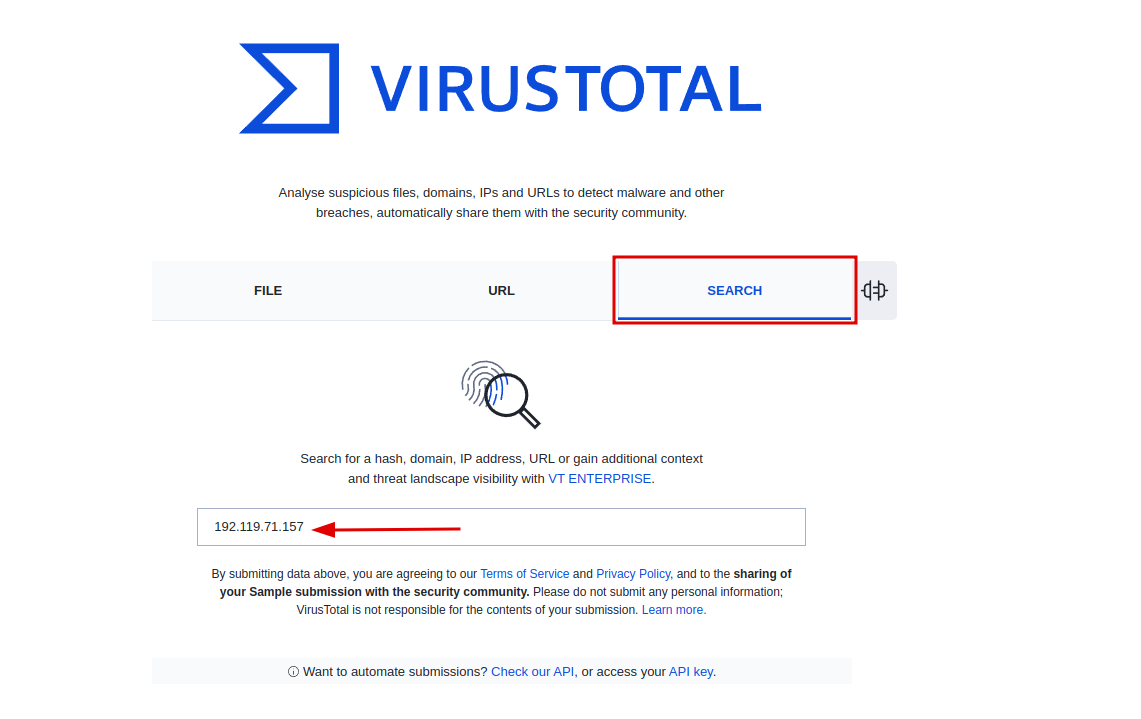 VIRUSTOTAL
Analyse suspicious files, domains, IPs and URLs to detect malware and other
breaches, automatically share them with the security community.
FILE
URL
SEARCH
Search for a hash, domain, IP address, URL or gain additional context
and threat landscape visibility with VT ENTERPRISE.
192.119.71.157
By submitting data above, you are agreeing to our Terms of Service and Privacy Policy, and to the sharing of
your Sample submission with the security community. Please do not submit any personal information;
VirusTotal is not responsible for the contents of your submission. Learn more.
Want to automate submissions? Check our API, or access your API key.